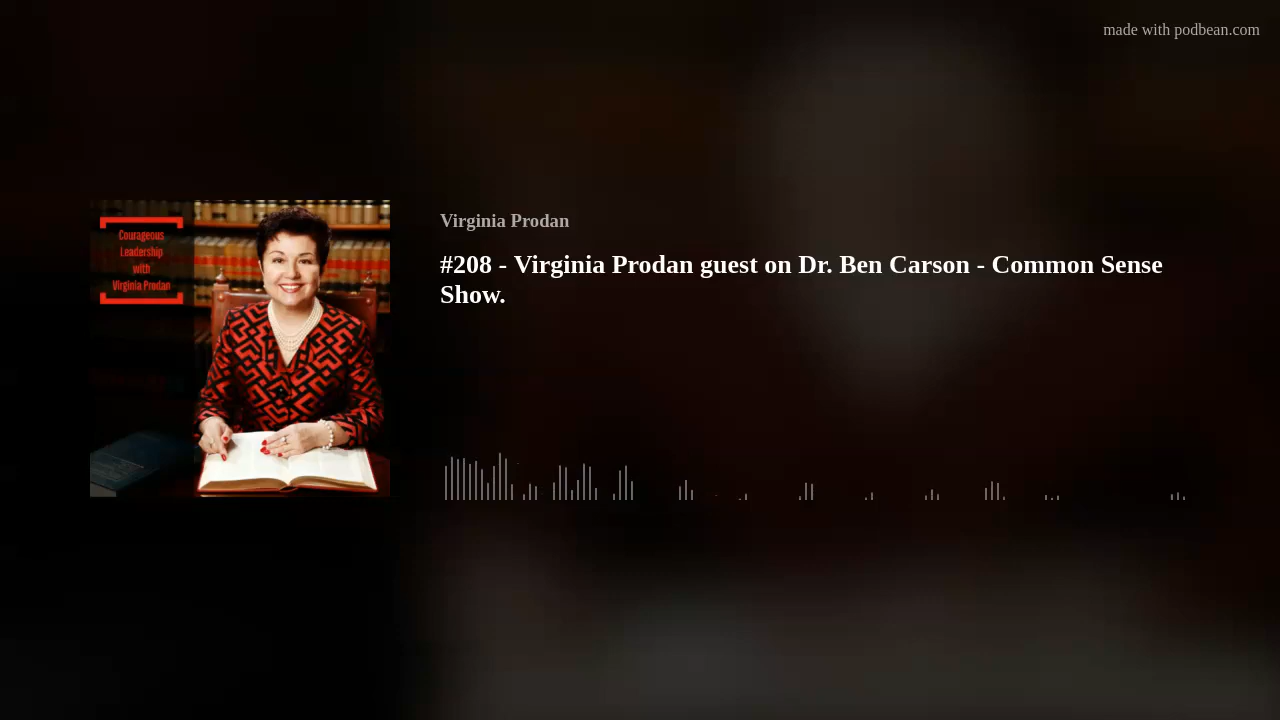 made with podbean.com
Courageous
Leadership
with
Virginia Prodan
Virginia Prodan
#208 - Virginia Prodan guest on Dr. Ben Carson - Common Sense
Show.